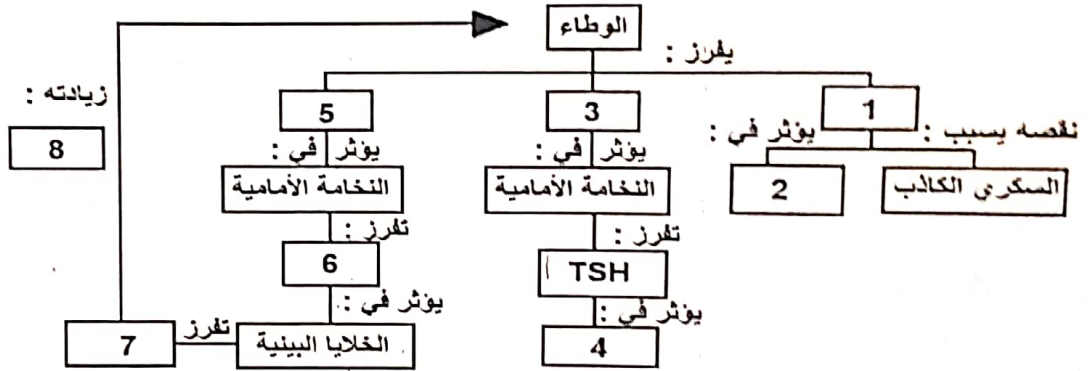 الوطاء
يفرز :
1
3
5
زيادته :
8
نقصه يسبب :
يؤثر في :
يؤثر في :
يؤثر في :
السكري الكاذب
2
النخامة الأمامية
النخامة الأمامية
تفرز :
تفرز :
TSH
6
يؤثر في :
يؤثر في :
4
الخلايا البينية
تفرز
7